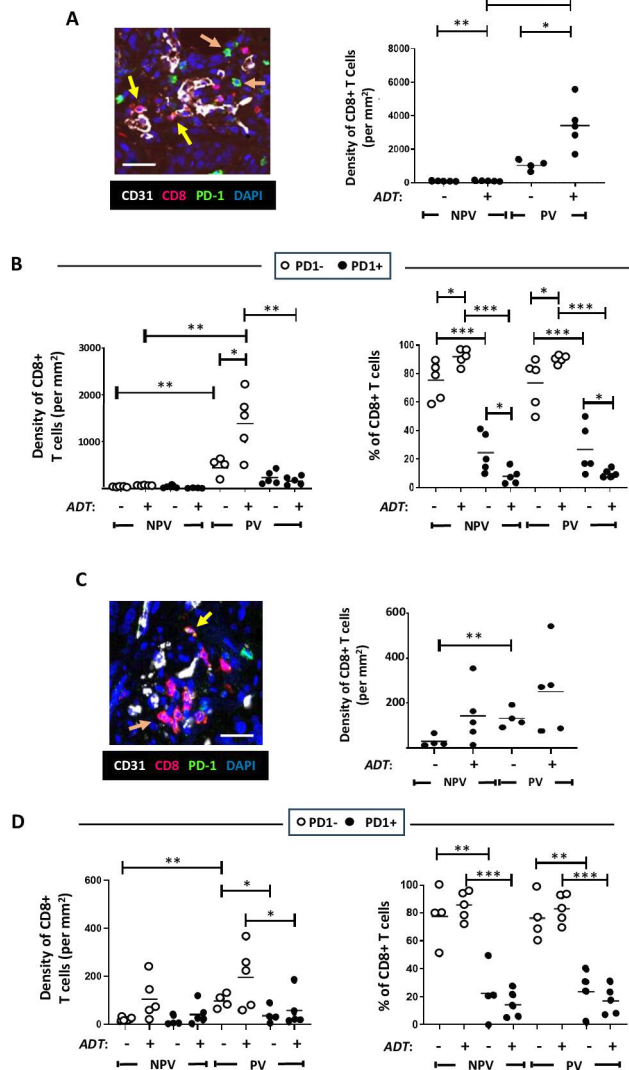 A
**
*
8000
6000
4000
2000
0
Density of CD8+ T Cells
(per mm²)
CD31 CD8 PD-1 DAPI
ADT: - + - +
NPV PV
B
PD1- PD1+
**
**
**
*
3000
2000
1000
Density of CD8+
T cells (per mm²)
ADT: - + - + - + - +
NPV PV
* *
*** ***
*** ***
* *
100
80
60
40
20
0
% of CD8+ T cells
- + - + - + - +
NPV PV
C
CD31 CD8 PD-1 DAPI
**
600
400
200
0
Density of CD8+ T cells
(per mm²)
ADT: - + - +
NPV PV
D
PD1- PD1+
**
*
*
600
400
200
0
Density of CD8+
T cells (per mm²)
ADT: - + - + - + - +
NPV PV
** **
*** ***
100
80
60
40
20
0
% of CD8+ T cells
ADT: - + - + - + - +
NPV PV